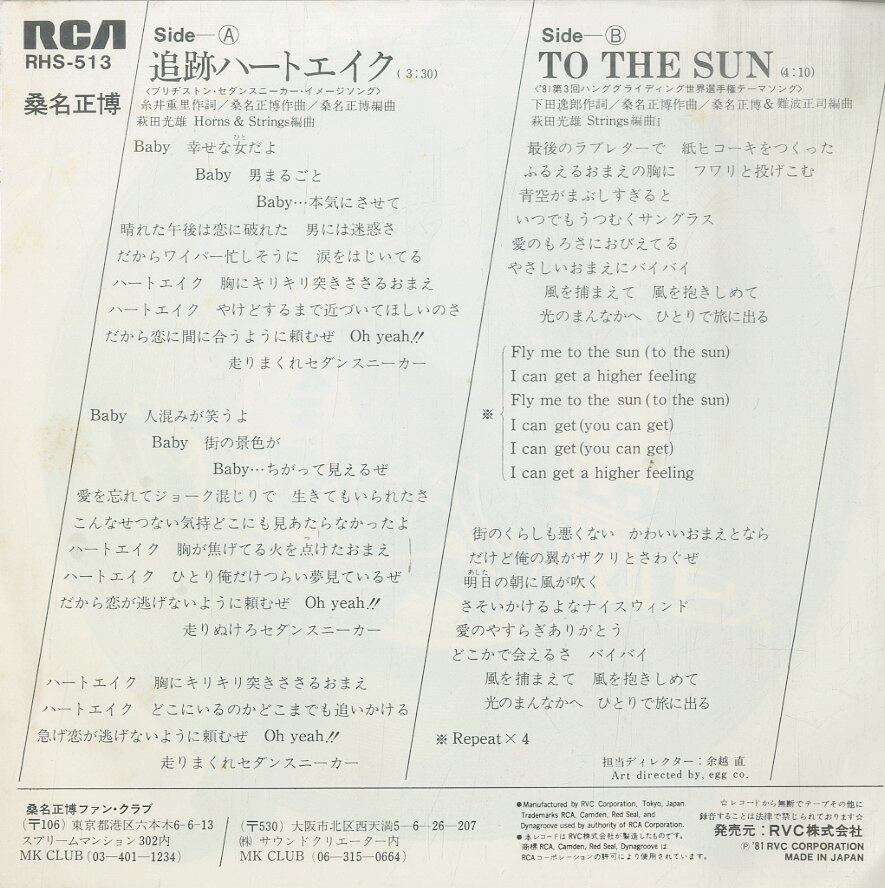 RCA
RHS-513
桑名正博
Side—Ⓐ
追跡ハートエイク(3:30)
〈ブリヂストン・セダンスニーカー・イメージソング〉
糸井重里作詞／桑名正博作曲／桑名正博編曲
萩田光雄 Horns & Strings編曲
Baby 幸せな女だよ
ひと
Baby 男まるごと
Baby…本気にさせて
晴れた午後は恋に破れた 男には迷惑さ
だからワイパー忙しそうに 涙をはじいてる
ハートエイク 胸にキリキリ突きささるおまえ
ハートエイク やけどするまで近づいてほしいのさ
だから恋に間に合うように頼むぜ Oh yeah!!
走りまくれセダンスニーカー
Baby 人混みが笑うよ
Baby 街の景色が
Baby…ちがって見えるぜ
愛を忘れてジョーク混じりで 生きてもいられたさ
こんなせつない気持どこにも見あたらなかったよ
ハートエイク 胸が焦げてる火を点けたおまえ
つ
ハートエイク ひとり俺だけつらい夢見ているぜ
だから恋が逃げないように頼むぜ Oh yeah!!
走りぬけろセダンスニーカー
ハートエイク 胸にキリキリ突きささるおまえ
ハートエイク どこにいるのかどこまでも追いかける
急げ恋が逃げないように頼むぜ Oh yeah!!
走りまくれセダンスニーカー
Side—Ⓑ
TO THE SUN(4:10)
〈'81第3回ハンググライディング世界選手権テーマソング〉
下田逸郎作詞／桑名正博作曲／桑名正博＆難波正司編曲
萩田光雄 Strings編曲
最後のラブレターで 紙ヒコーキをつくった
ふるえるおまえの胸に フワリと投げこむ
青空がまぶしすぎると
いつでもうつむくサングラス
愛のもろさにおびえてる
やさしいおまえにバイバイ
風を捕まえて 風を抱きしめて
光のまんなかへ ひとりで旅に出る
※
Fly me to the sun (to the sun)
I can get a higher feeling
Fly me to the sun (to the sun)
I can get (you can get)
I can get (you can get)
I can get a higher feeling
街のくらしも悪くない かわいいおまえとなら
だけど俺の翼がザクリとさわぐぜ
あした
明日の朝に風が吹く
さそいかけるよなナイスウィンド
愛のやすらぎありがとう
どこかで会えるさ バイバイ
風を捕まえて 風を抱きしめて
光のまんなかへ ひとりで旅に出る
※ Repeat×4
担当ディレクター：余越 直
Art directed by, egg co.
桑名正博ファン・クラブ
(〒106) 東京都港区六本木6-6-13
スプリームマンション302内
MK CLUB (03-401-1234)
(〒530) 大阪市北区西天満5-6-26-207
㈱ サウンドクリエーター内
MK CLUB (06-315-0664)
●Manufactured by RVC Corporation, Tokyo, Japan.
Trademarks RCA, Camden, Red Seal, and
Dynagroove used by authority of RCA Corporation.
●本レコードはRVC株式会社が製造したものです。
商標RCA, Camden, Red Seal, Dynagrooveは
RCAコーポレーションの許可により使用されています。
☆レコードから無断でテープその他に
録音することは法律で禁じられております☆
発売元：RVC株式会社
Ⓟ'81 RVC CORPORATION
MADE IN JAPAN